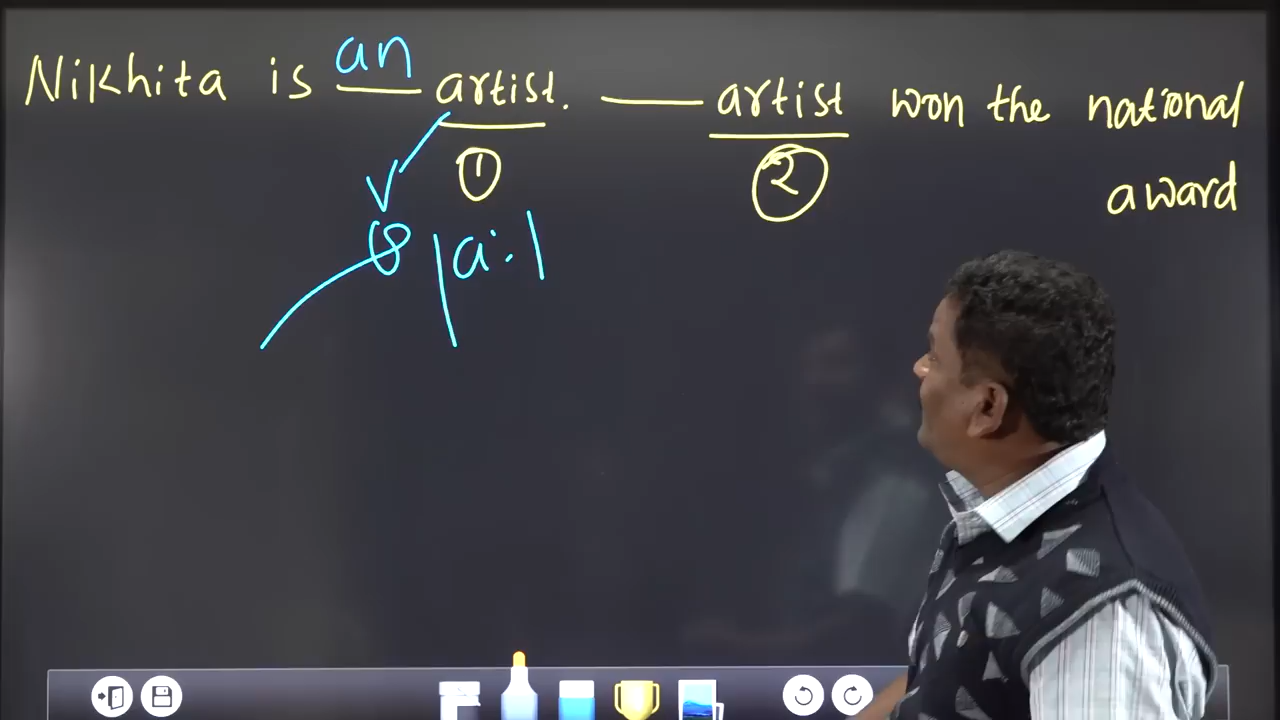 Nikhita is an artist. ___ artist won the national
① ②
award
|a:|